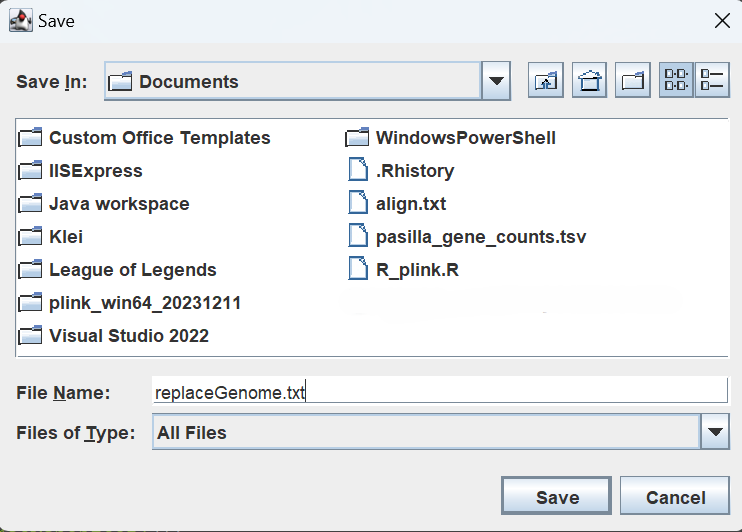 Save
Save In: Documents
Custom Office Templates
IISExpress
Java workspace
Klei
League of Legends
plink_win64_20231211
Visual Studio 2022
WindowsPowerShell
.Rhistory
align.txt
pasilla_gene_counts.tsv
R_plink.R
File Name: replaceGenome.txt
Files of Type: All Files
Save Cancel